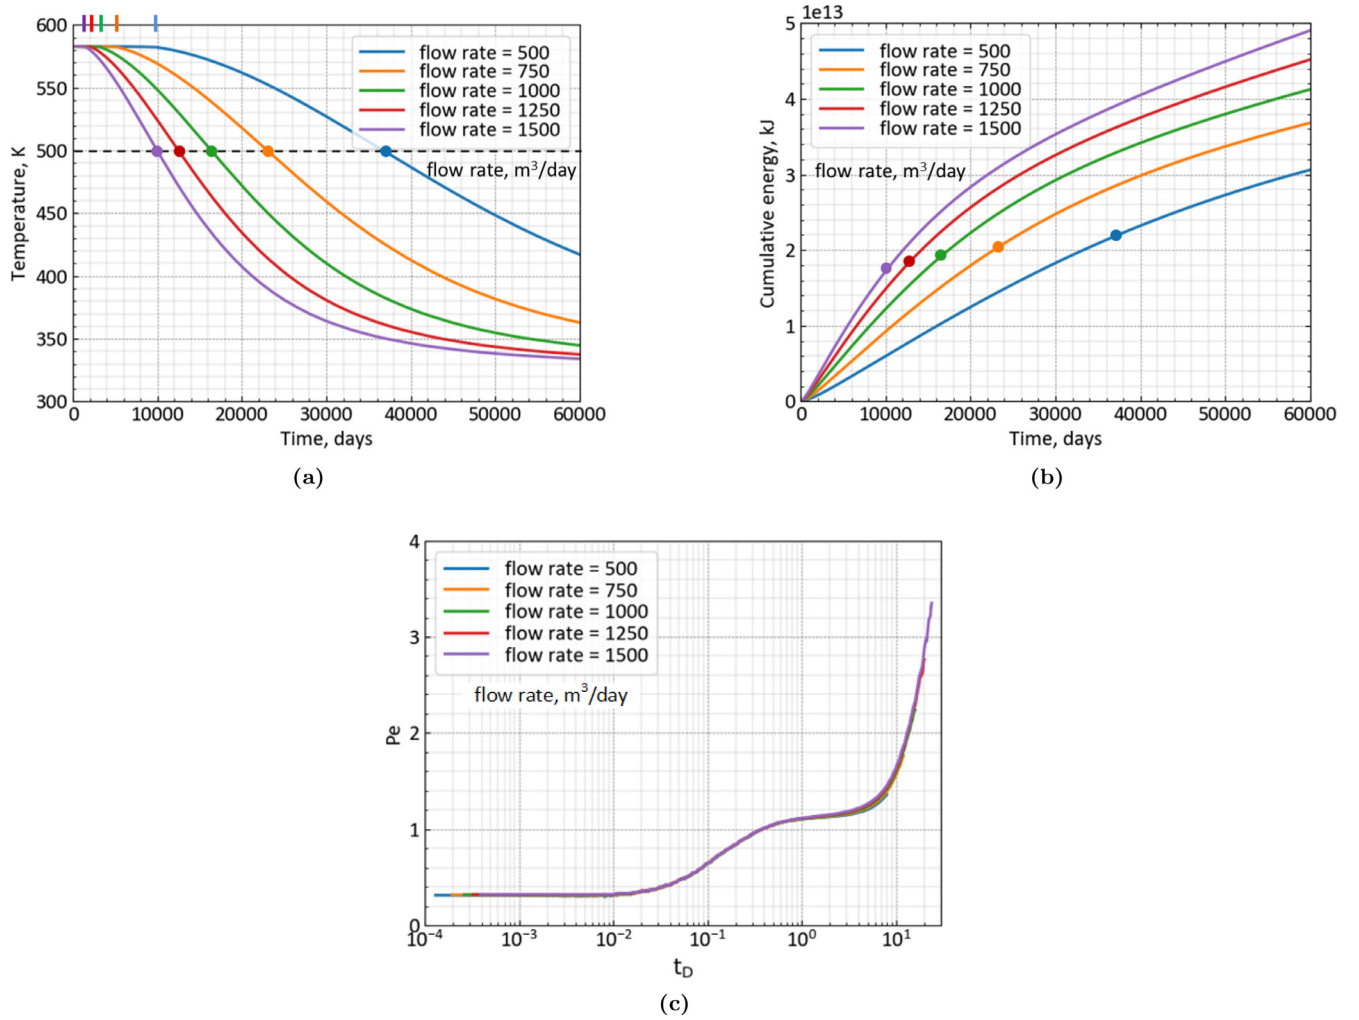 600
550
500
450
400
350
300
Temperature, K
flow rate = 500
flow rate = 750
flow rate = 1000
flow rate = 1250
flow rate = 1500
flow rate, m³/day
0 10000 20000 30000 40000 50000 60000
Time, days
(a)
1e13
5
4
3
2
1
0
Cumulative energy, kJ
flow rate = 500
flow rate = 750
flow rate = 1000
flow rate = 1250
flow rate = 1500
flow rate, m³/day
0 10000 20000 30000 40000 50000 60000
Time, days
(b)
4
3
2
1
0
Pe
flow rate = 500
flow rate = 750
flow rate = 1000
flow rate = 1250
flow rate = 1500
flow rate, m³/day
10⁻⁴ 10⁻³ 10⁻² 10⁻¹ 10⁰ 10¹
t_D
(c)